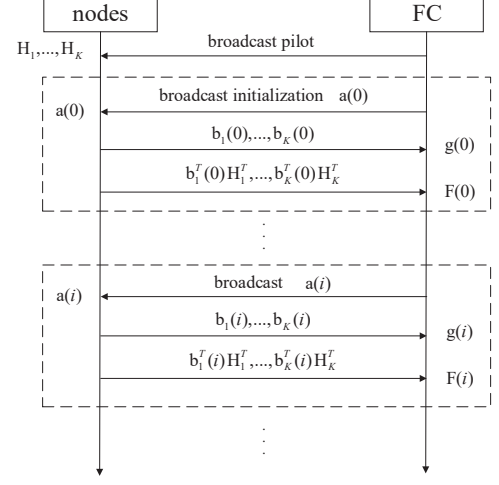 nodes FC
broadcast pilot
H₁,...,H_K
broadcast initialization a(0)
a(0)
b₁(0),...,b_K(0)
g(0)
b₁ᵀ(0)H₁ᵀ,...,b_Kᵀ(0)H_Kᵀ
F(0)
broadcast a(i)
a(i)
b₁(i),...,b_K(i)
g(i)
b₁ᵀ(i)H₁ᵀ,...,b_Kᵀ(i)H_Kᵀ
F(i)